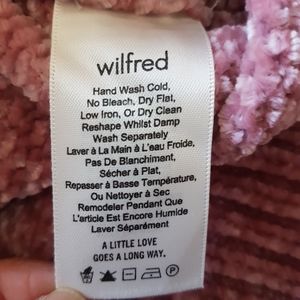 wilfred
Hand Wash Cold,
No Bleach, Dry Flat,
Low Iron, Or Dry Clean
Reshape Whilst Damp
Wash Separately
Laver à La Main à L'eau Froide,
Pas De Blanchiment,
Sécher à Plat,
Repasser à Basse Température,
Ou Nettoyer à Sec
Remodeler Pendant Que
L'article Est Encore Humide
Laver Séparément
A LITTLE LOVE
GOES A LONG WAY.
P